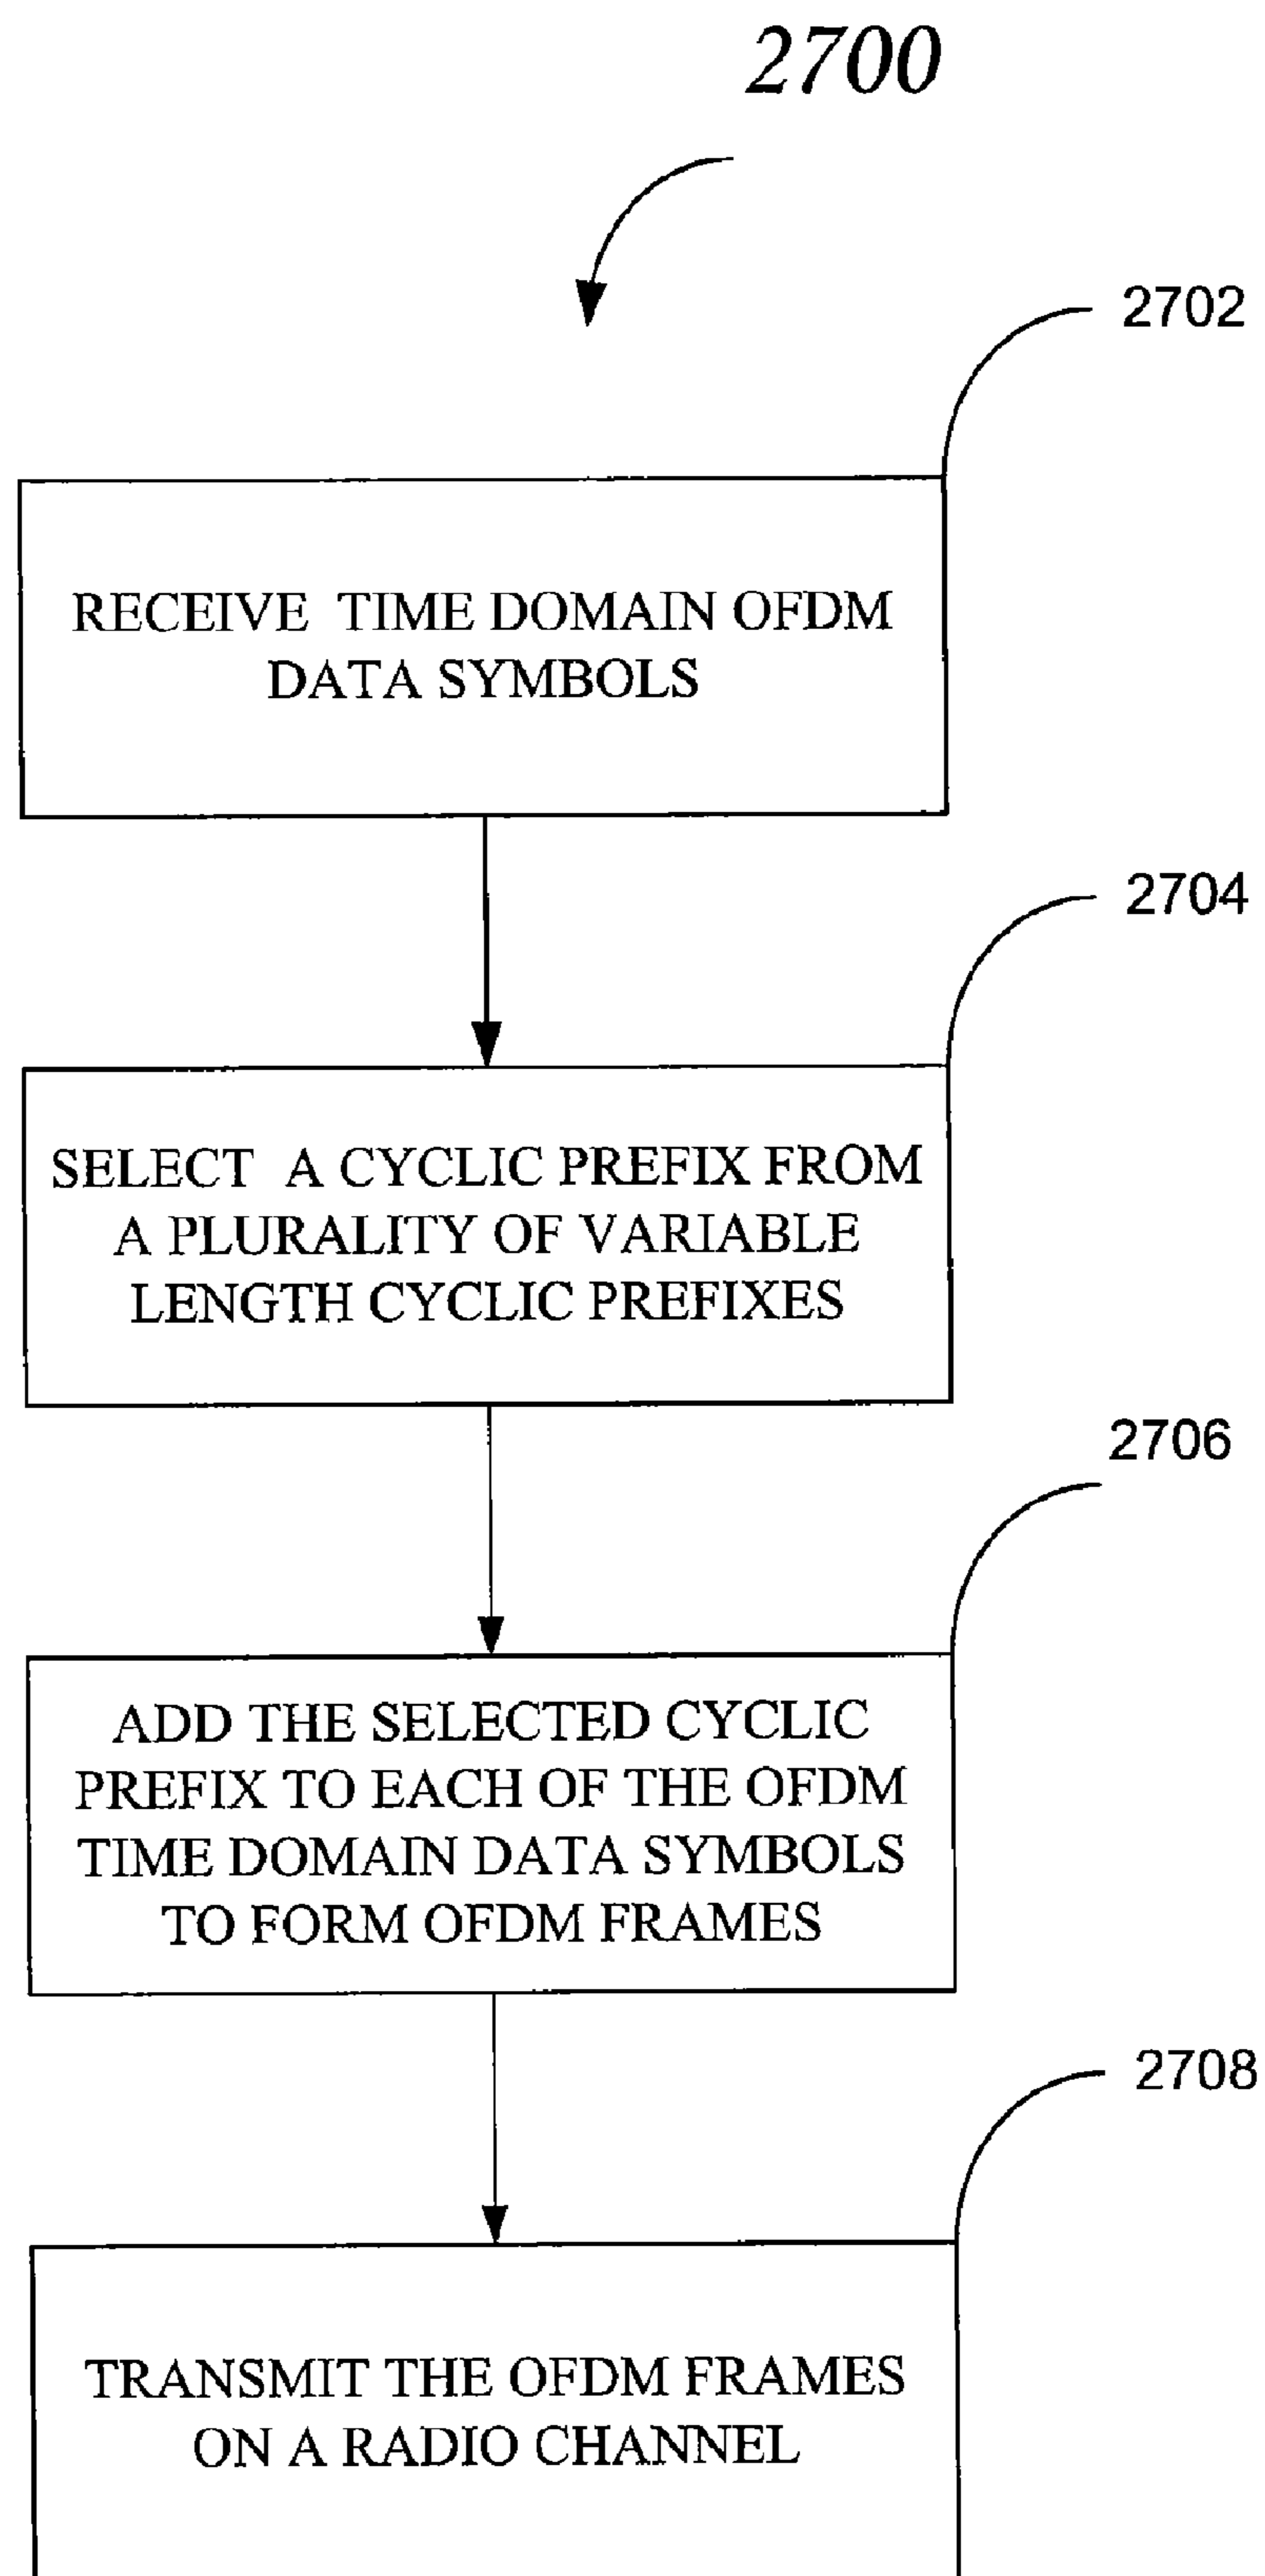 2700
2702
RECEIVE TIME DOMAIN OFDM
DATA SYMBOLS
2704
SELECT A CYCLIC PREFIX FROM
A PLURALITY OF VARIABLE
LENGTH CYCLIC PREFIXES
2706
ADD THE SELECTED CYCLIC
PREFIX TO EACH OF THE OFDM
TIME DOMAIN DATA SYMBOLS
TO FORM OFDM FRAMES
2708
TRANSMIT THE OFDM FRAMES
ON A RADIO CHANNEL